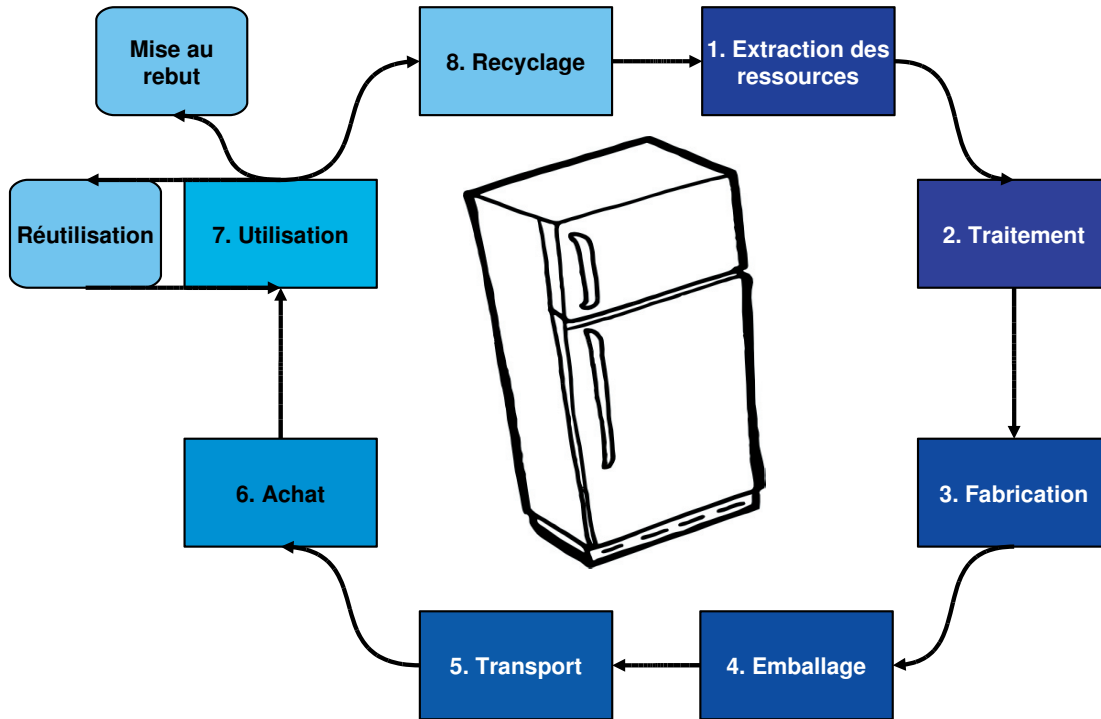 Mise au
rebut
8. Recyclage
1. Extraction des
ressources
Réutilisation
7. Utilisation
2. Traitement
6. Achat
3. Fabrication
5. Transport
4. Emballage